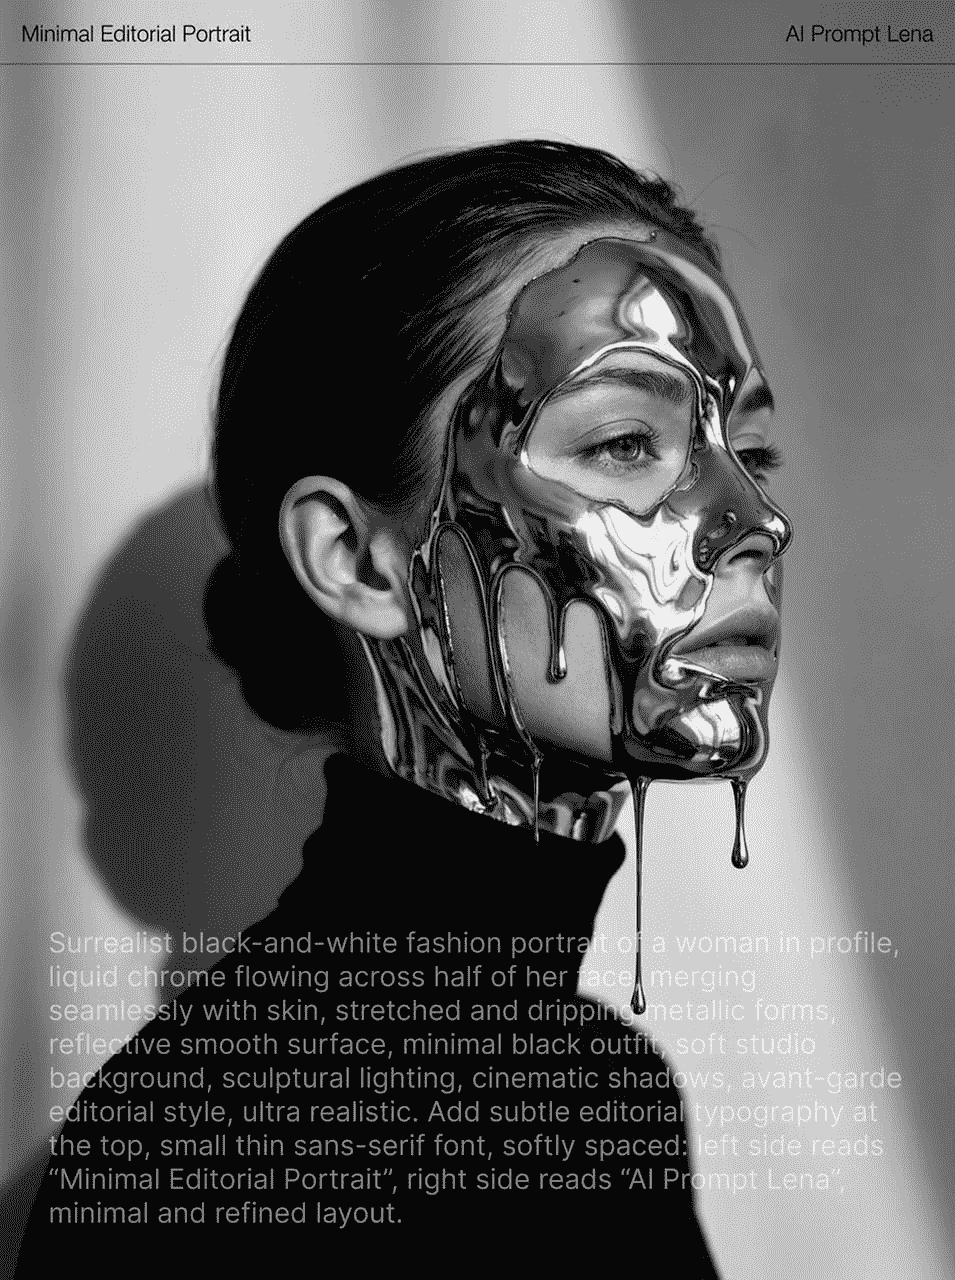 Minimal Editorial Portrait
AI Prompt Lena
Surrealist black-and-white fashion portrait of a woman in profile,
liquid chrome flowing across half of her face, merging
seamlessly with skin, stretched and dripping metallic forms,
reflective smooth surface, minimal black outfit, soft studio
background, sculptural lighting, cinematic shadows, avant-garde
editorial style, ultra realistic. Add subtle editorial typography at
the top, small thin sans-serif font, softly spaced: left side reads
“Minimal Editorial Portrait”, right side reads “AI Prompt Lena”,
minimal and refined layout.